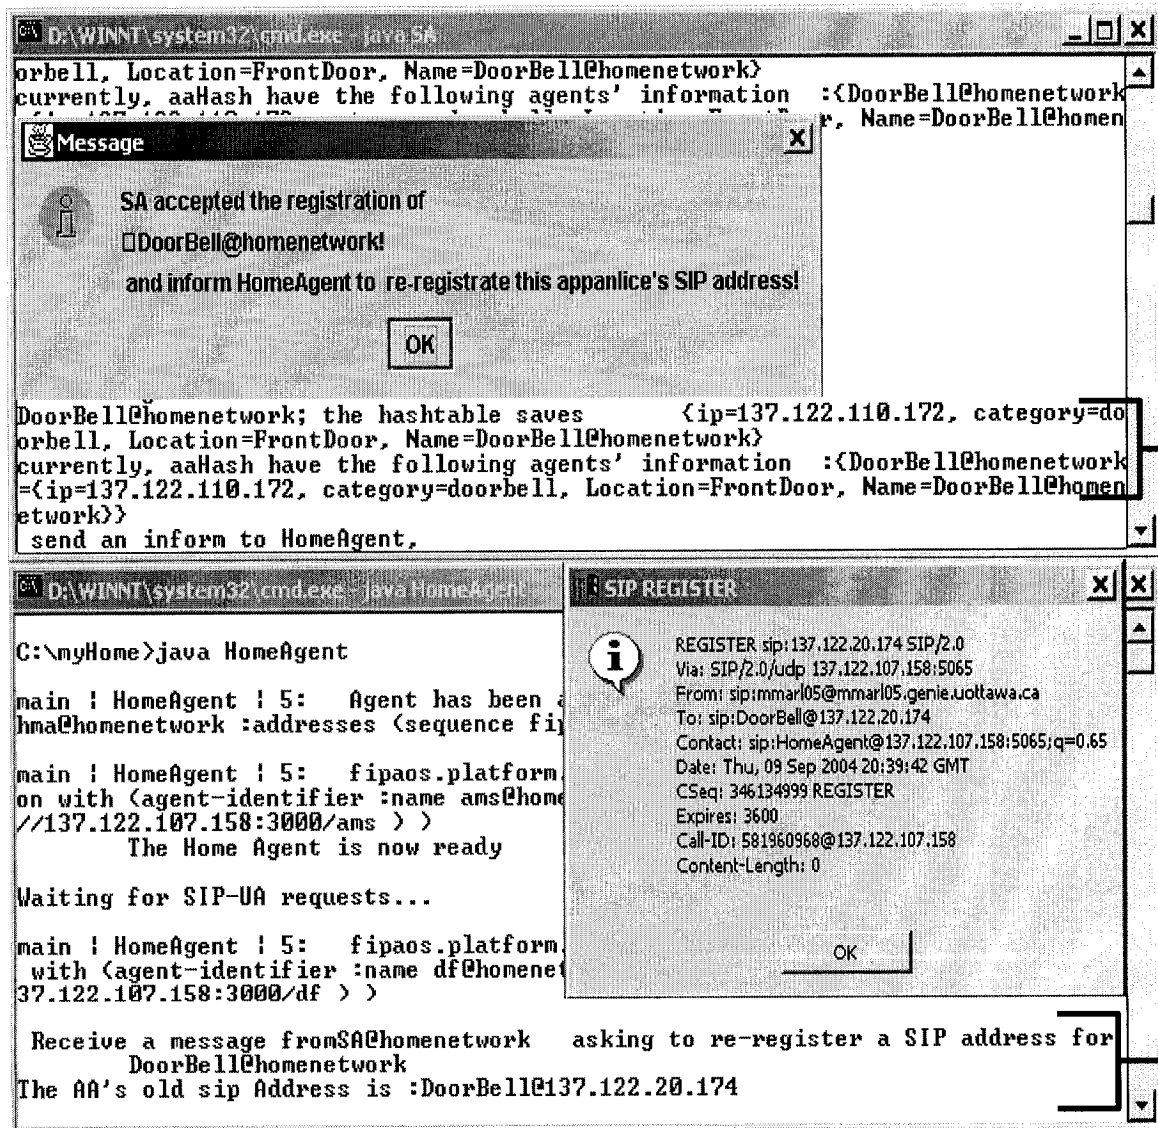 D:\WINNT\system32\cmd.exe - java SA
orbell, Location=FrontDoor, Name=DoorBell@homenetwork}
currently, aaHash have the following agents' information :{DoorBell@homenetwork
r, Name=DoorBell@homen
Message
SA accepted the registration of
DoorBell@homenetwork!
and inform HomeAgent to re-registrate this appanlice's SIP address!
OK
DoorBell@homenetwork; the hashtable saves {ip=137.122.110.172, category=do
orbell, Location=FrontDoor, Name=DoorBell@homenetwork}
currently, aaHash have the following agents' information :{DoorBell@homenetwork
={ip=137.122.110.172, category=doorbell, Location=FrontDoor, Name=DoorBell@homen
etwork}}
send an inform to HomeAgent,
D:\WINNT\system32\cmd.exe - java HomeAgent
C:\myHome>java HomeAgent
main ¦ HomeAgent ¦ 5: Agent has been a
hma@homenetwork :addresses (sequence fi
main ¦ HomeAgent ¦ 5: fipaos.platform.
on with (agent-identifier :name ams@home
//137.122.107.158:3000/ams ) )
The Home Agent is now ready
Waiting for SIP-UA requests...
main ¦ HomeAgent ¦ 5: fipaos.platform.
with (agent-identifier :name df@homenet
37.122.107.158:3000/df ) )
Receive a message fromSA@homenetwork asking to re-register a SIP address for
DoorBell@homenetwork
The AA's old sip Address is :DoorBell@137.122.20.174
SIP REGISTER
REGISTER sip:137.122.20.174 SIP/2.0
Via: SIP/2.0/udp 137.122.107.158:5065
From: sip:mmarl05@mmarl05.genie.uottawa.ca
To: sip:DoorBell@137.122.20.174
Contact: sip:HomeAgent@137.122.107.158:5065;q=0.65
Date: Thu, 09 Sep 2004 20:39:42 GMT
CSeq: 346134999 REGISTER
Expires: 3600
Call-ID: 581960968@137.122.107.158
Content-Length: 0
OK